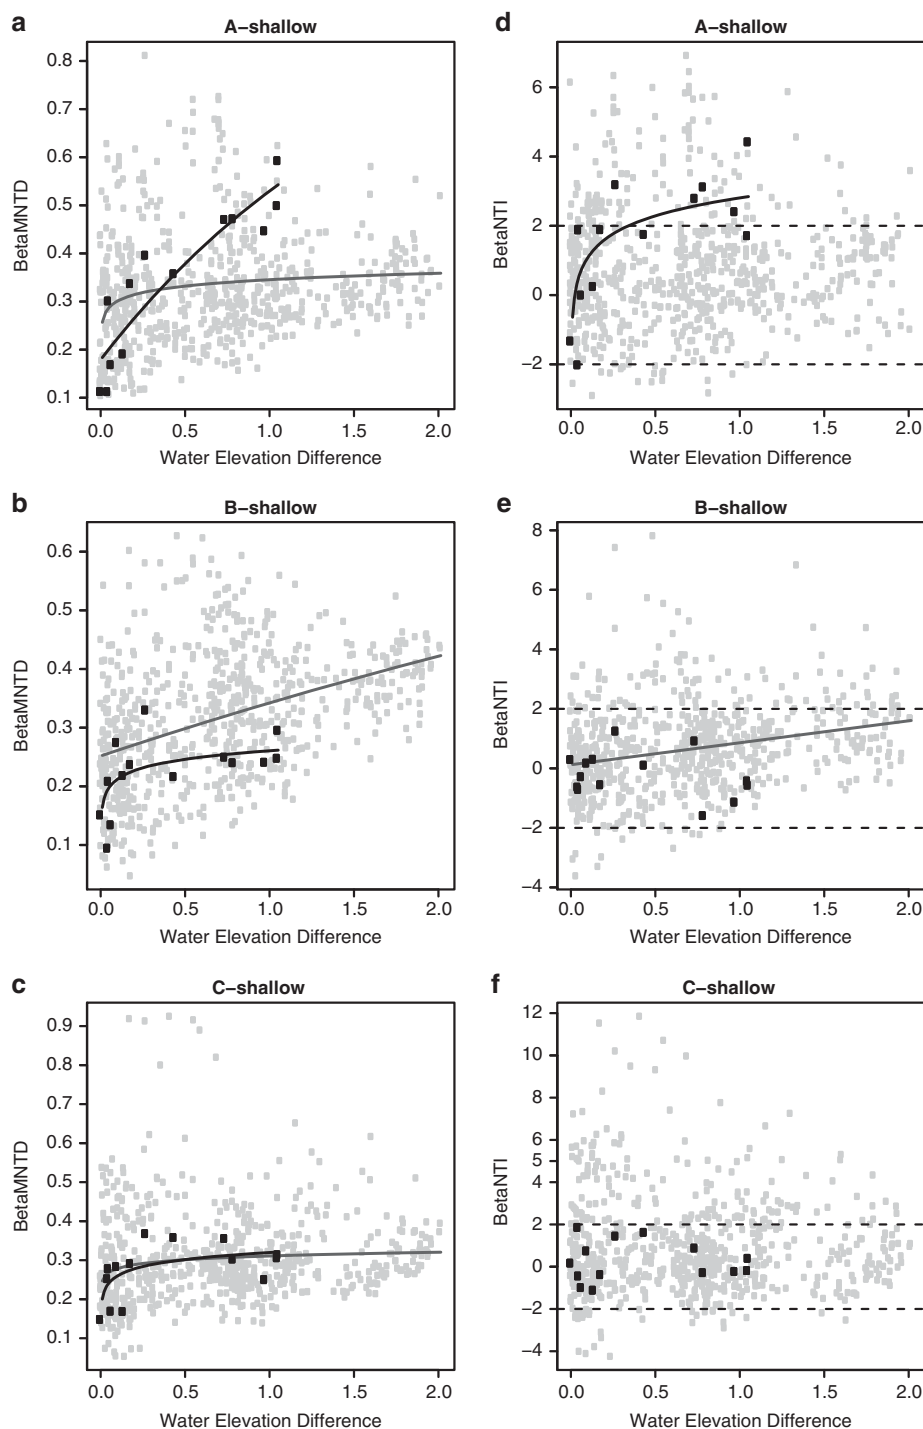 a
A–shallow
0.8
0.7
0.6
0.5
0.4
0.3
0.2
0.1
BetaMNTD
0.0 0.5 1.0 1.5 2.0
Water Elevation Difference
d
A–shallow
6
4
2
0
–2
BetaNTI
0.0 0.5 1.0 1.5 2.0
Water Elevation Difference
b
B–shallow
0.6
0.5
0.4
0.3
0.2
0.1
BetaMNTD
0.0 0.5 1.0 1.5 2.0
Water Elevation Difference
e
B–shallow
8
6
4
2
0
–2
–4
BetaNTI
0.0 0.5 1.0 1.5 2.0
Water Elevation Difference
c
C–shallow
0.9
0.8
0.7
0.6
0.5
0.4
0.3
0.2
0.1
BetaMNTD
0.0 0.5 1.0 1.5 2.0
Water Elevation Difference
f
C–shallow
12
10
8
6
5
4
2
0
–2
–4
BetaNTI
0.0 0.5 1.0 1.5 2.0
Water Elevation Difference